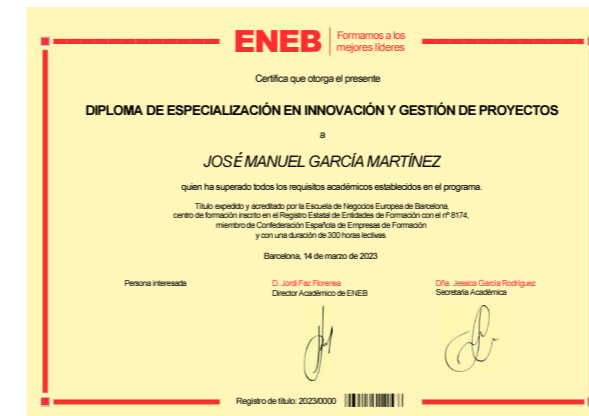 ENEB
Formamos a los
mejores líderes
Certifica que otorga el presente
DIPLOMA DE ESPECIALIZACIÓN EN INNOVACIÓN Y GESTIÓN DE PROYECTOS
a
JOSÉ MANUEL GARCÍA MARTÍNEZ
quien ha superado todos los requisitos académicos establecidos en el programa.
Título expedido y acreditado por la Escuela de Negocios Europea de Barcelona,
centro de formación inscrito en el Registro Estatal de Entidades de Formación con el nº 8174,
miembro de Confederación Española de Empresas de Formación
y con una duración de 300 horas lectivas.
Barcelona, 14 de marzo de 2023
Persona interesada
D. Jordi Faz Florensa
Director Académico de ENEB
Dña. Jessica García Rodríguez
Secretaría Académica
Registro de título: 2023/0000